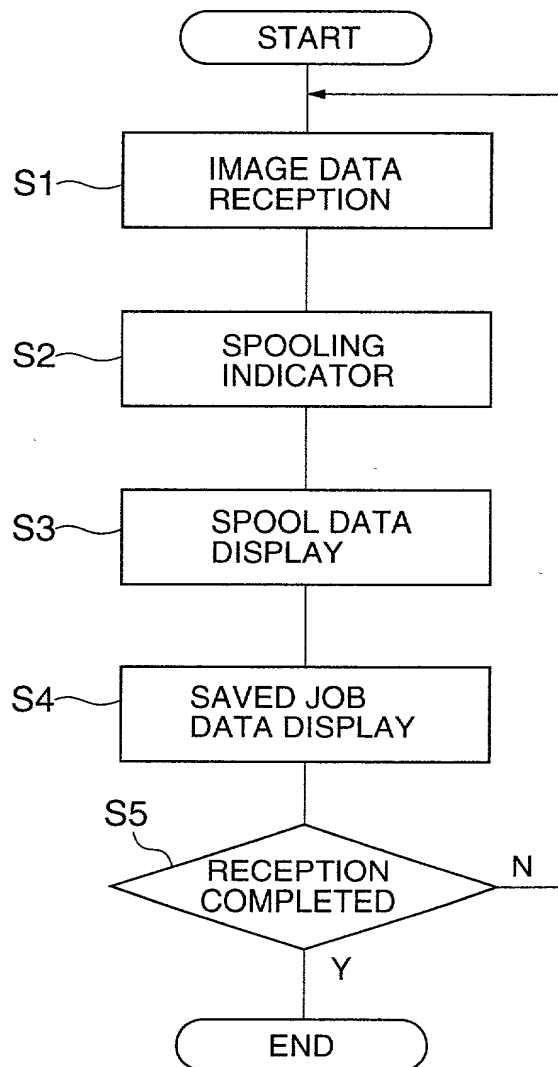 START
S1
IMAGE DATA
RECEPTION
S2
SPOOLING
INDICATOR
S3
SPOOL DATA
DISPLAY
S4
SAVED JOB
DATA DISPLAY
S5
RECEPTION
COMPLETED
N
Y
END